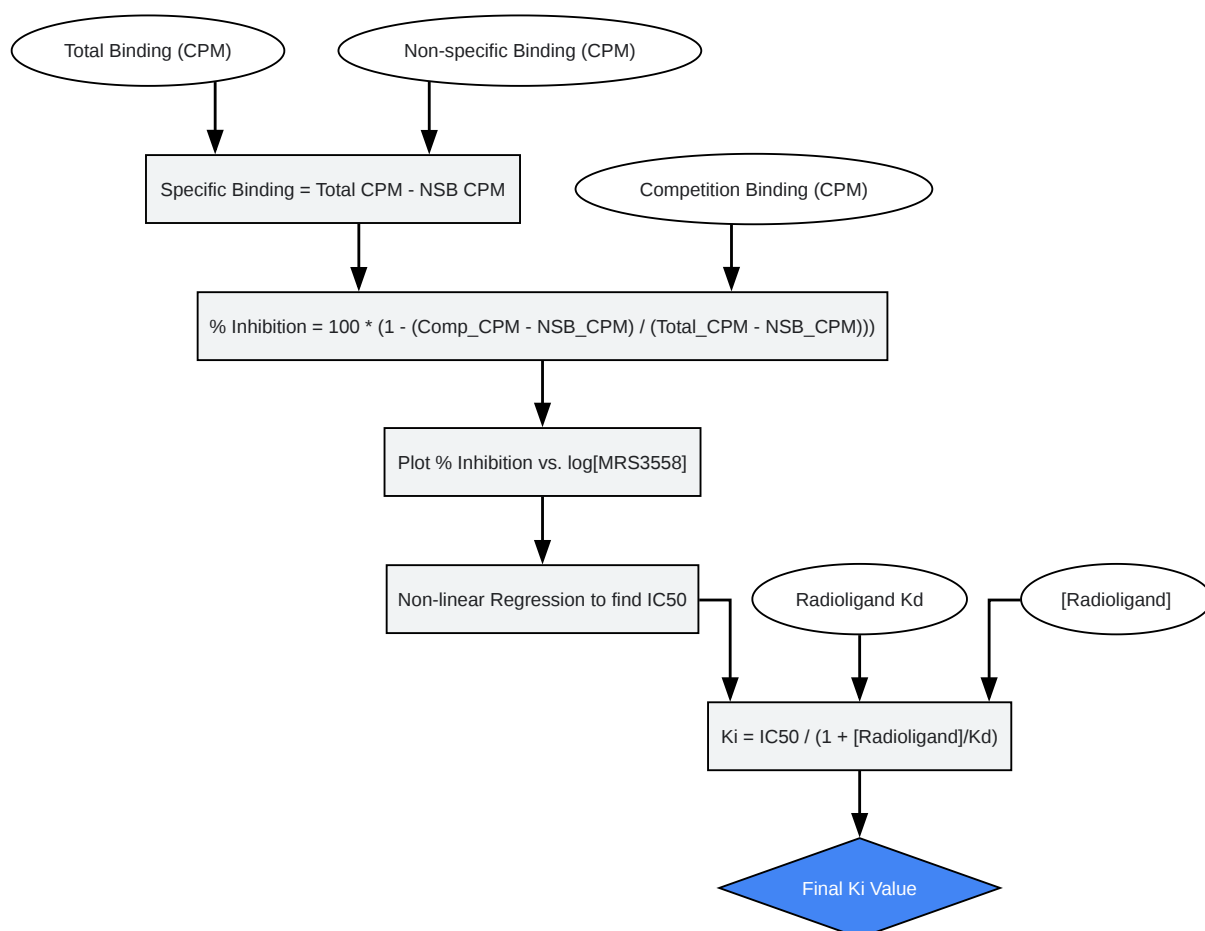 Total Binding (CPM)
Non-specific Binding (CPM)
Specific Binding = Total CPM - NSB CPM
Competition Binding (CPM)
% Inhibition = 100 * (1 - (Comp_CPM - NSB_CPM) / (Total_CPM - NSB_CPM)))
Plot % Inhibition vs. log[MRS3558]
Non-linear Regression to find IC50
Radioligand Kd
[Radioligand]
Ki = IC50 / (1 + [Radioligand]/Kd)
Final Ki Value